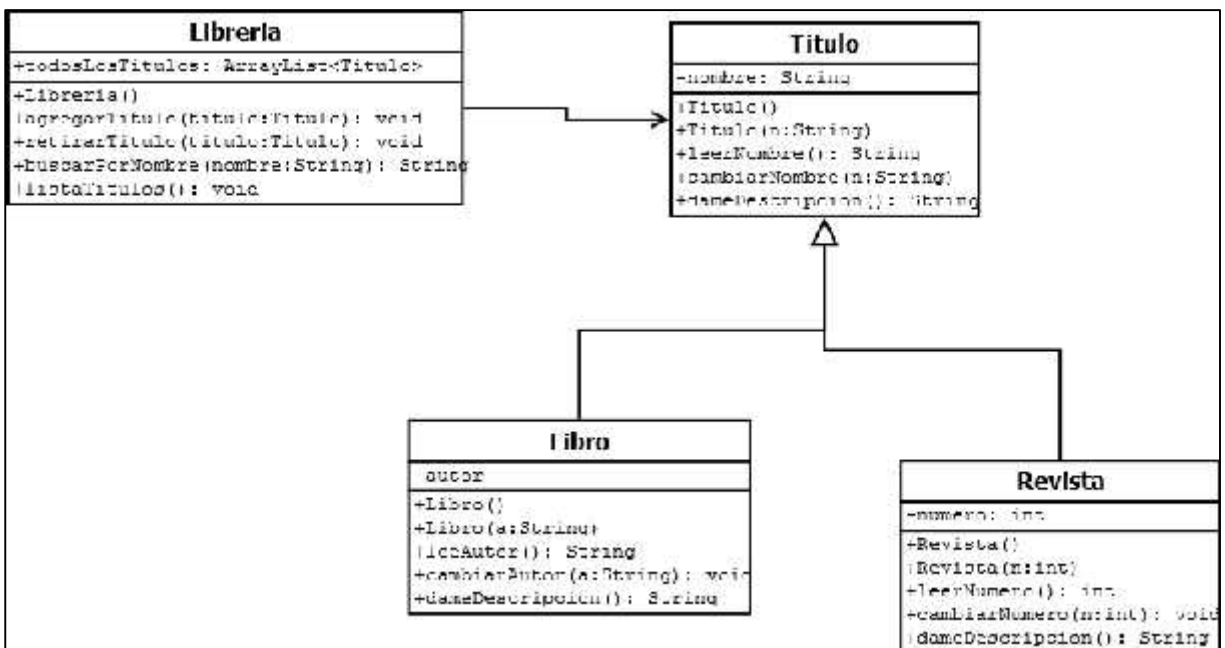 Libreria
+todosLosTitulos: ArrayList<Titulo>
+Libreria()
+agregarTitulo(titulo:Titulo): void
+retirarTitulo(titulo:Titulo): void
+buscarPorNombre(nombre:String): String
+listaTitulos(): void
Titulo
-nombre: String
+Titulo()
+Titulo(n:String)
+leerNombre(): String
+cambiarNombre(n:String)
+dameDescripcion(): String
Libro
autor
+Libro()
+Libro(a:String)
+leeAutor(): String
+cambiarAutor(a:String): void
+dameDescripcion(): String
Revista
-numero: int
+Revista()
+Revista(n:int)
+leerNumero(): int
+cambiarNumero(n:int): void
+dameDescripcion(): String